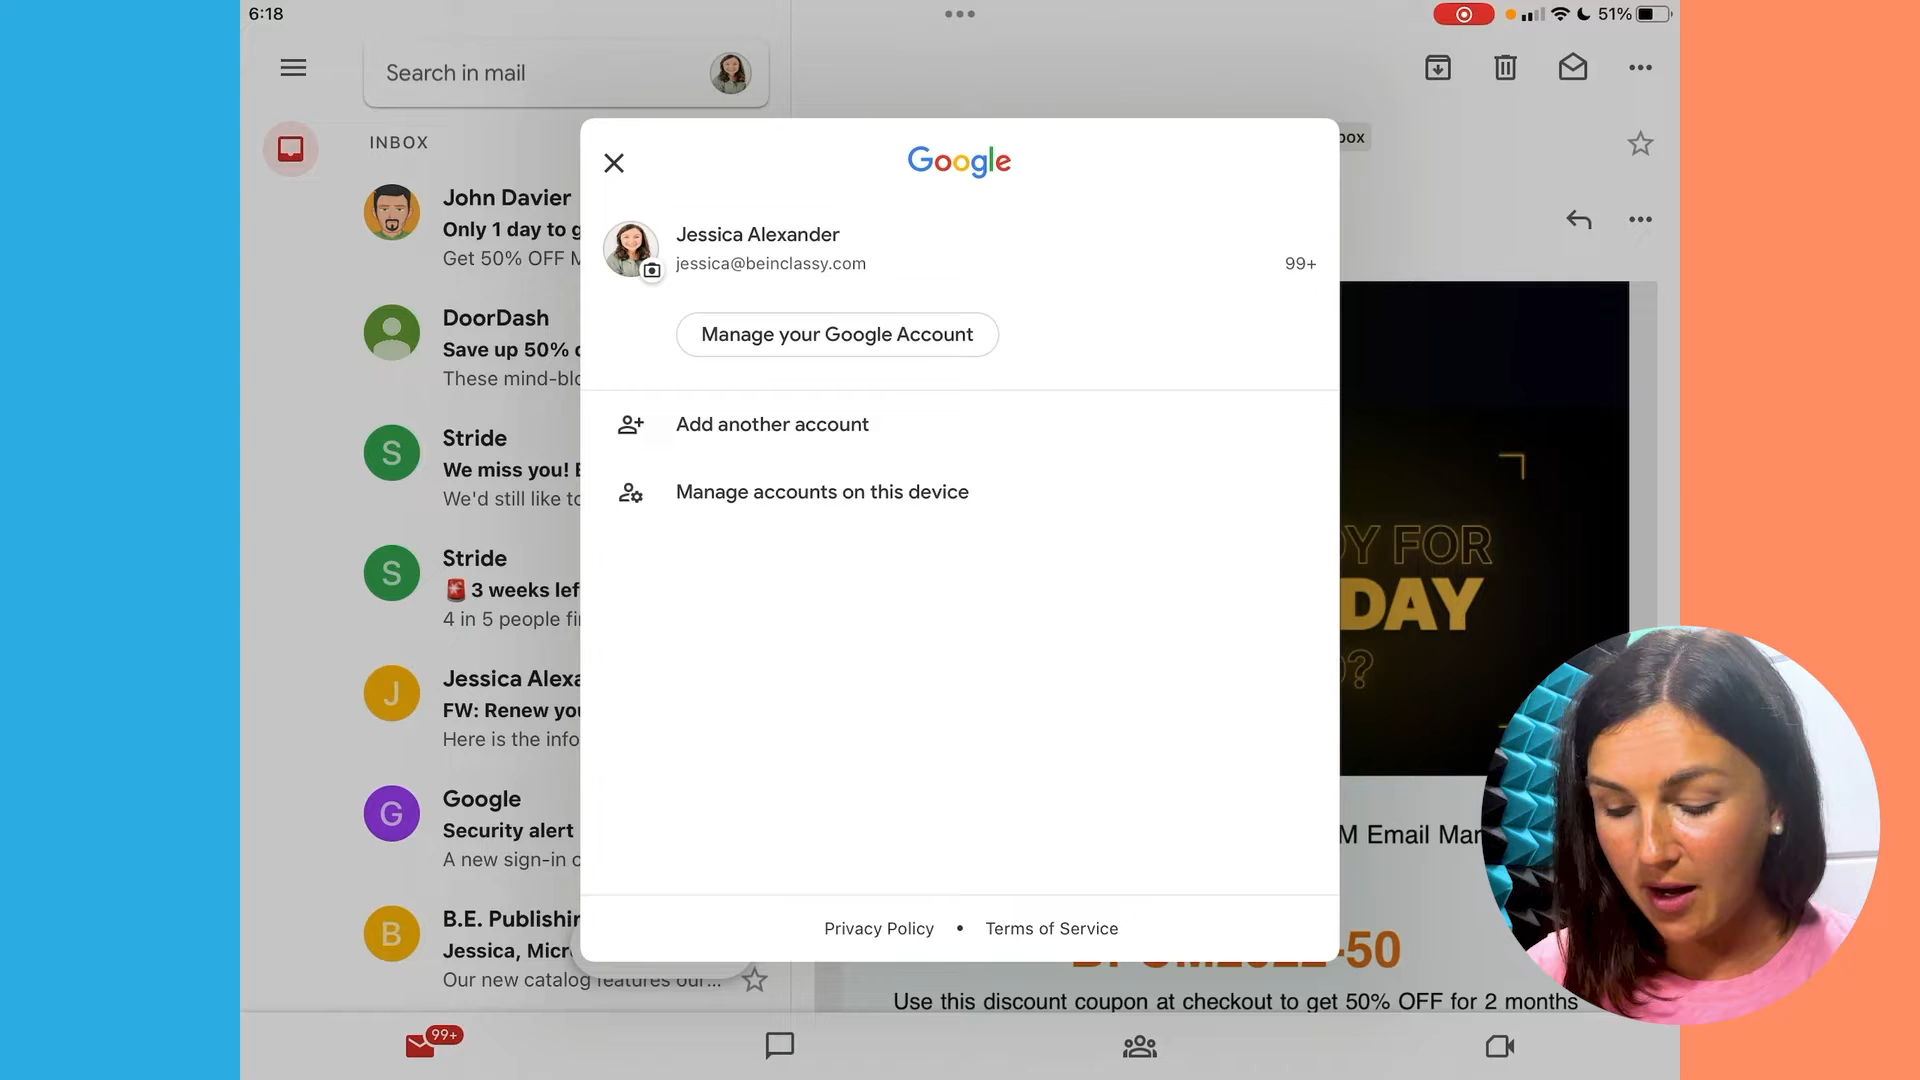 6:18
51%
Search in mail
INBOX
John Davier
Only 1 day to g
Get 50% OFF M
DoorDash
Save up 50% o
These mind-blo
S
Stride
We miss you! E
We'd still like to
S
Stride
🚨 3 weeks lef
4 in 5 people fi
J
Jessica Alexa
FW: Renew you
Here is the info
G
Google
Security alert
A new sign-in o
B
B.E. Publishin
Jessica, Micr
Our new catalog features our...
99+
Google
Jessica Alexander
jessica@beinclassy.com
99+
Manage your Google Account
Add another account
Manage accounts on this device
Privacy Policy • Terms of Service
box
Y FOR
DAY
?
M Email Mar
-50
Use this discount coupon at checkout to get 50% OFF for 2 months